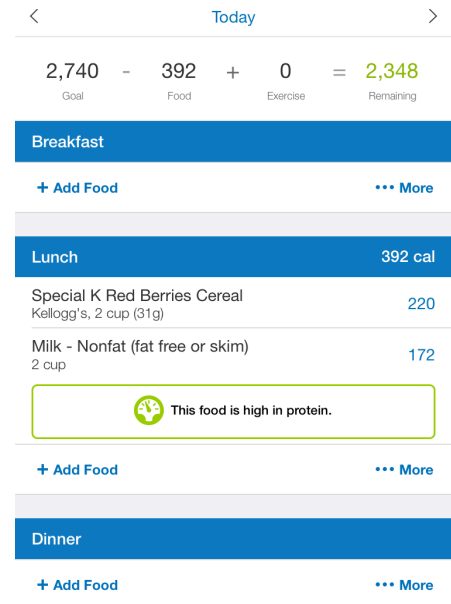 Today
2,740 - 392 + 0 = 2,348
Goal Food Exercise Remaining
Breakfast
+ Add Food ••• More
Lunch 392 cal
Special K Red Berries Cereal 220
Kellogg's, 2 cup (31g)
Milk - Nonfat (fat free or skim) 172
2 cup
This food is high in protein.
+ Add Food ••• More
Dinner
+ Add Food ••• More